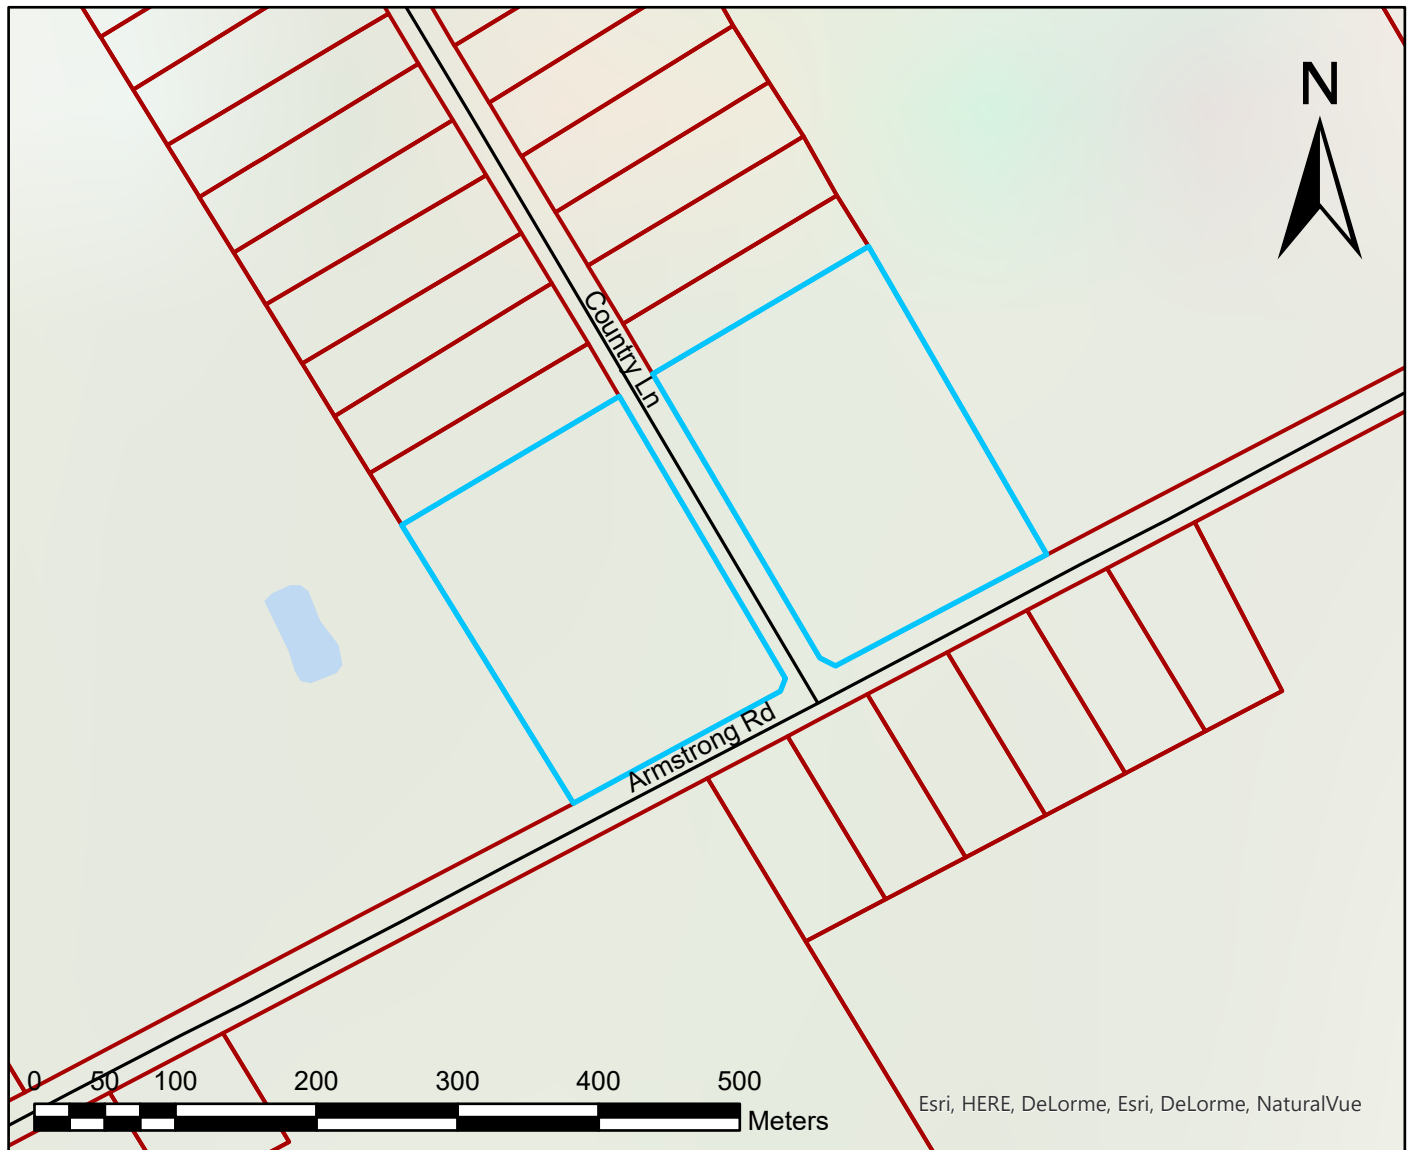 N
Country Ln
Armstrong Rd
0 50 100 200 300 400 500
Meters
Esri, HERE, DeLorme, Esri, DeLorme, NaturalVue